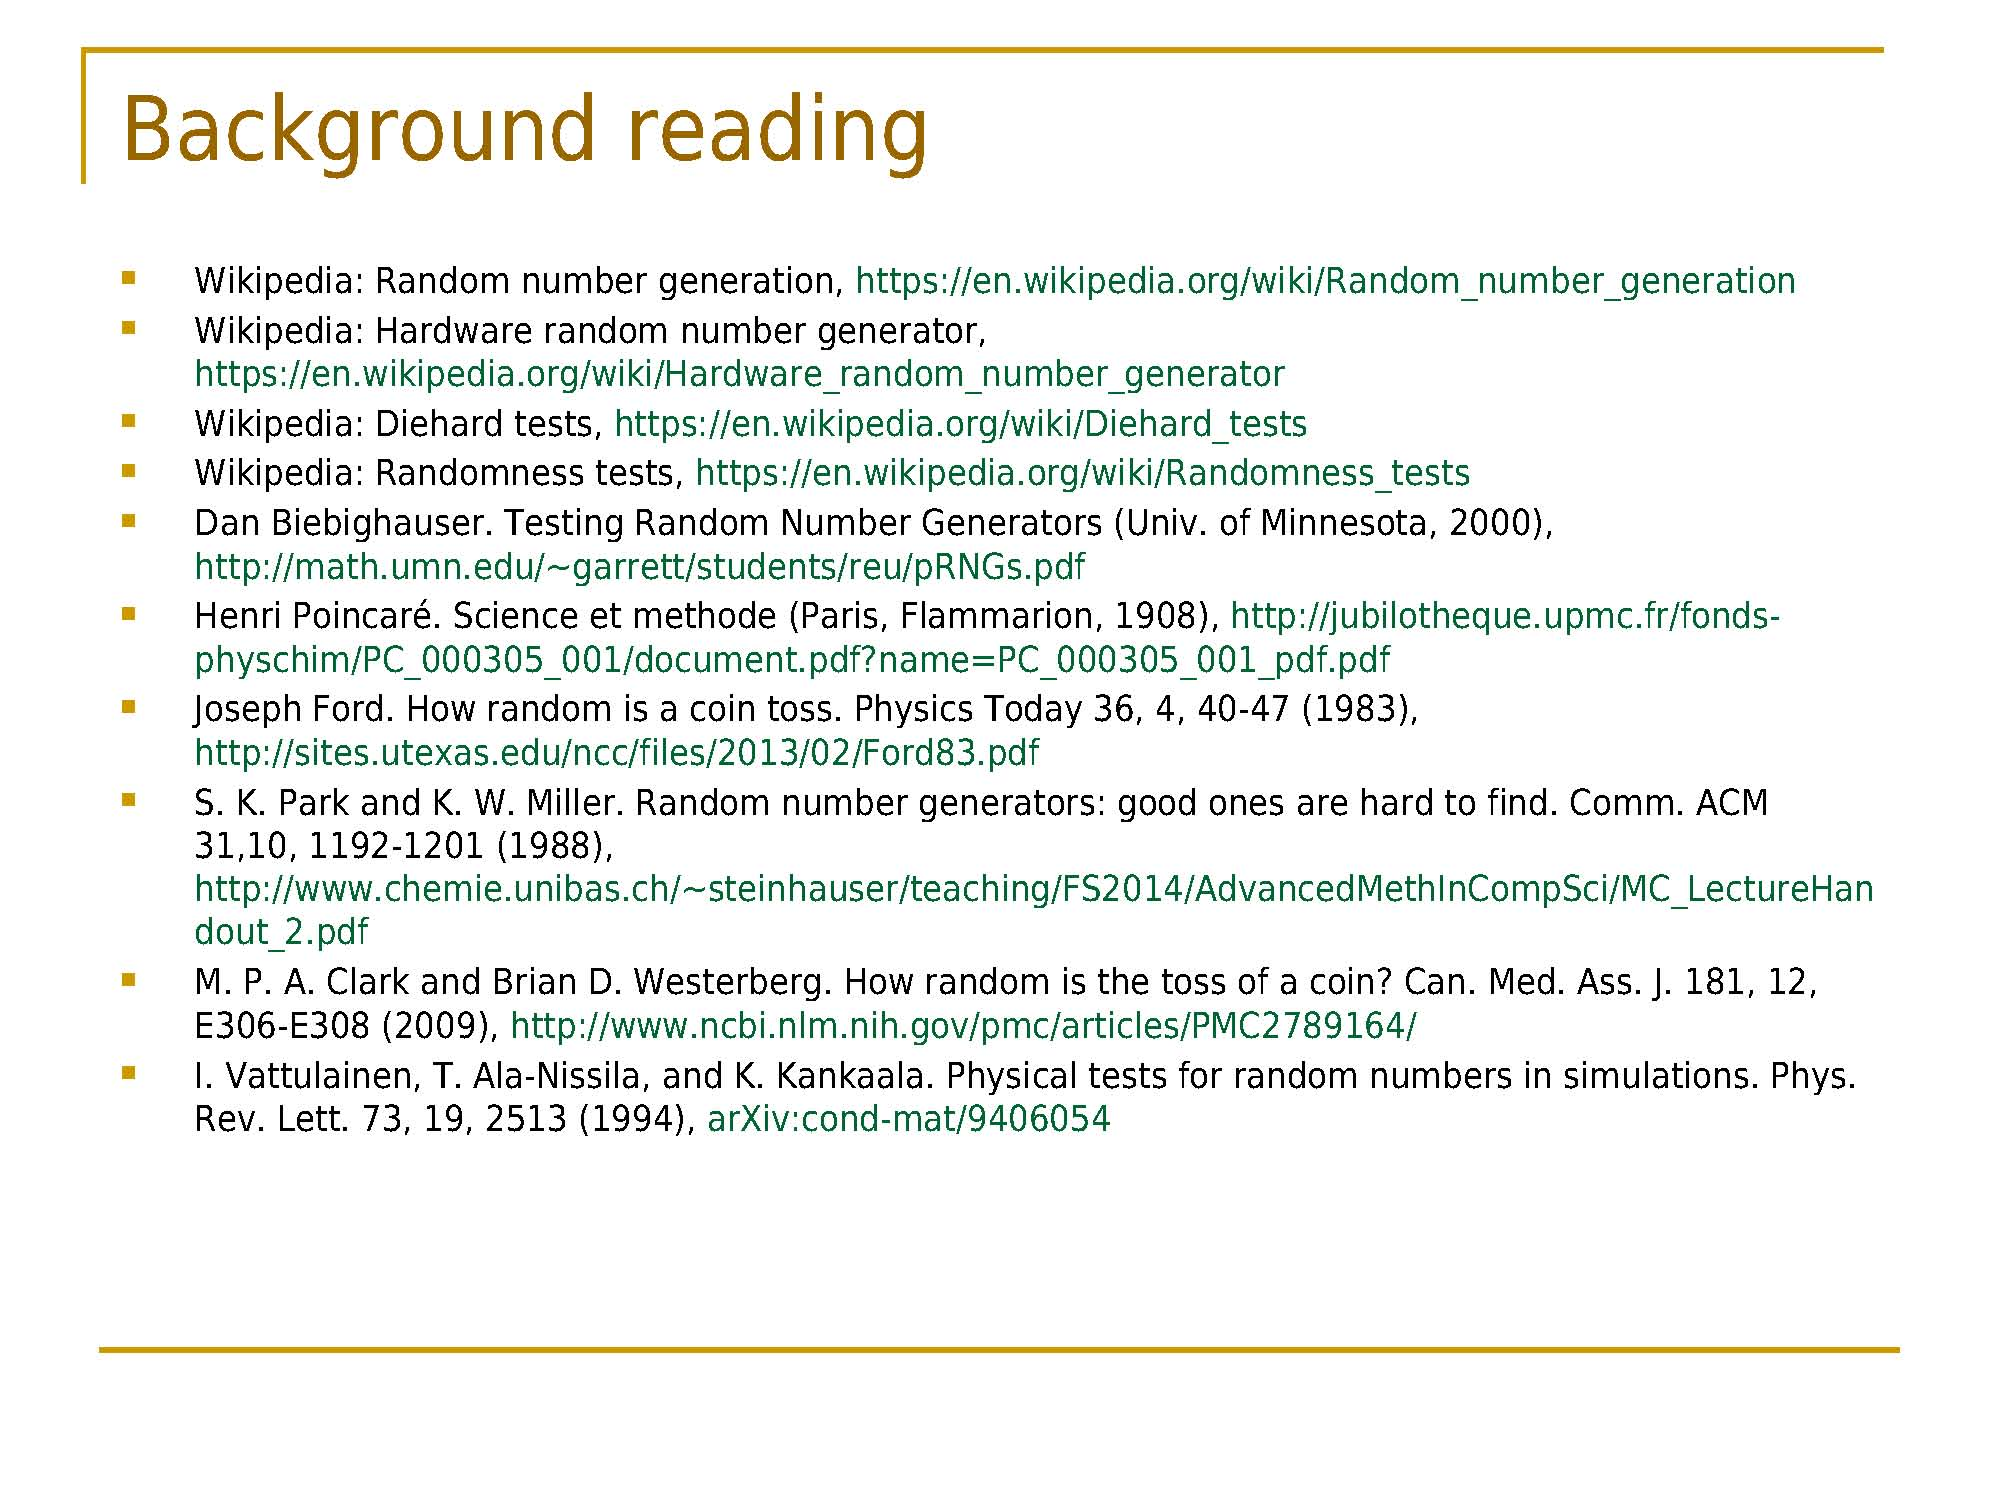 Background reading
Wikipedia: Random number generation, https://en.wikipedia.org/wiki/Random_number_generation
Wikipedia: Hardware random number generator,
https://en.wikipedia.org/wiki/Hardware_random_number_generator
Wikipedia: Diehard tests, https://en.wikipedia.org/wiki/Diehard_tests
Wikipedia: Randomness tests, https://en.wikipedia.org/wiki/Randomness_tests
Dan Biebighauser. Testing Random Number Generators (Univ. of Minnesota, 2000),
http://math.umn.edu/~garrett/students/reu/pRNGs.pdf
Henri Poincaré. Science et methode (Paris, Flammarion, 1908), http://jubilotheque.upmc.fr/fonds-
physchim/PC_000305_001/document.pdf?name=PC_000305_001_pdf.pdf
Joseph Ford. How random is a coin toss. Physics Today 36, 4, 40-47 (1983),
http://sites.utexas.edu/ncc/files/2013/02/Ford83.pdf
S. K. Park and K. W. Miller. Random number generators: good ones are hard to find. Comm. ACM
31,10, 1192-1201 (1988),
http://www.chemie.unibas.ch/~steinhauser/teaching/FS2014/AdvancedMethInCompSci/MC_LectureHan
dout_2.pdf
M. P. A. Clark and Brian D. Westerberg. How random is the toss of a coin? Can. Med. Ass. J. 181, 12,
E306-E308 (2009), http://www.ncbi.nlm.nih.gov/pmc/articles/PMC2789164/
I. Vattulainen, T. Ala-Nissila, and K. Kankaala. Physical tests for random numbers in simulations. Phys.
Rev. Lett. 73, 19, 2513 (1994), arXiv:cond-mat/9406054